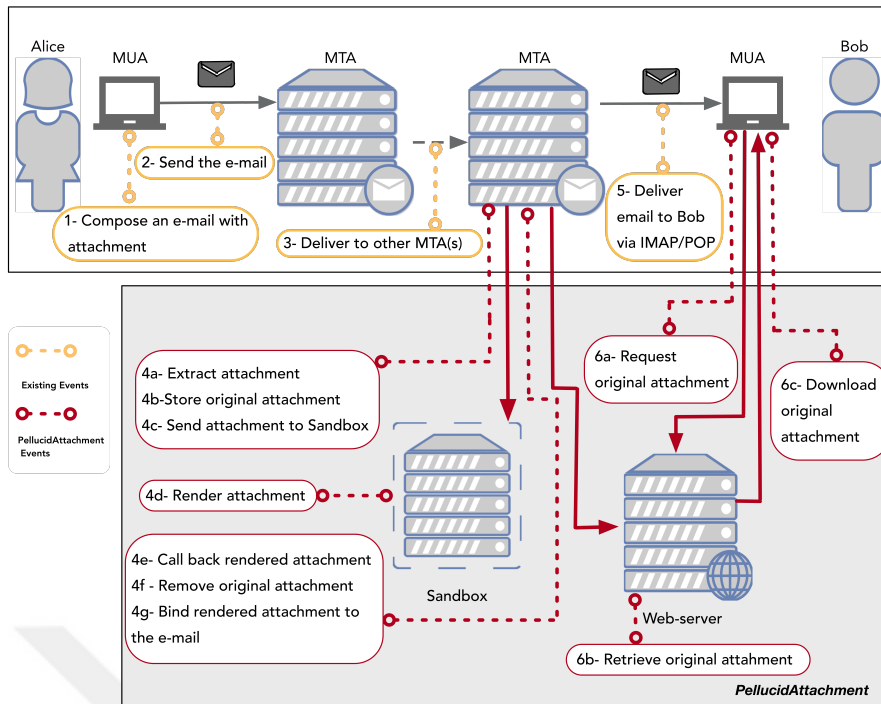 Alice
MUA
MTA
MTA
MUA
Bob
2- Send the e-mail
1- Compose an e-mail with
attachment
3- Deliver to other MTA(s)
5- Deliver
email to Bob
via IMAP/POP
Existing Events
PellucidAttachment
Events
4a- Extract attachment
4b-Store original attachment
4c- Send attachment to Sandbox
4d- Render attachment
4e- Call back rendered attachment
4f - Remove original attachment
4g- Bind rendered attachment to
the e-mail
Sandbox
6a- Request
original attachment
6c- Download
original
attachment
Web-server
6b- Retrieve original attahment
PellucidAttachment